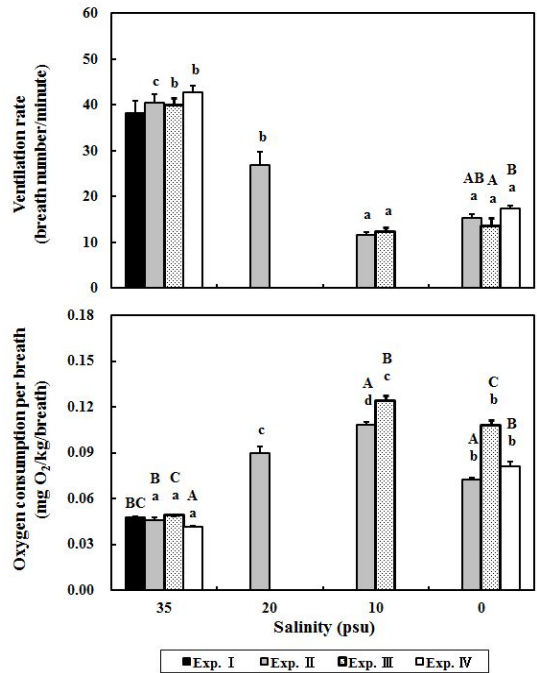 Ventilation rate
(breath number/minute)
60
50
40
30
20
10
0
c
b
b
b
a
a
AB
a
A
a
B
a
Oxygen consumption per breath
(mg O₂/kg/breath)
0.18
0.15
0.12
0.09
0.06
0.03
0.00
BC
B
a
C
a
A
a
c
A
d
B
c
A
b
C
b
B
b
35
20
10
0
Salinity (psu)
Exp. Ⅰ
Exp. Ⅱ
Exp. Ⅲ
Exp. Ⅳ